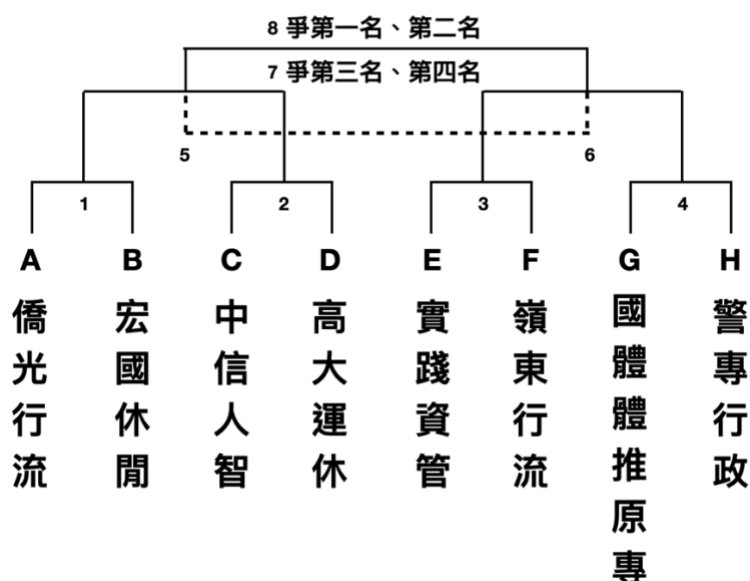 8 爭第一名、第二名
7 爭第三名、第四名
5
6
1
2
3
4
A
B
C
D
E
F
G
H
僑光行流
宏國休閒
中信人智
高大運休
實踐資管
嶺東行流
國體體推原專
警專行政